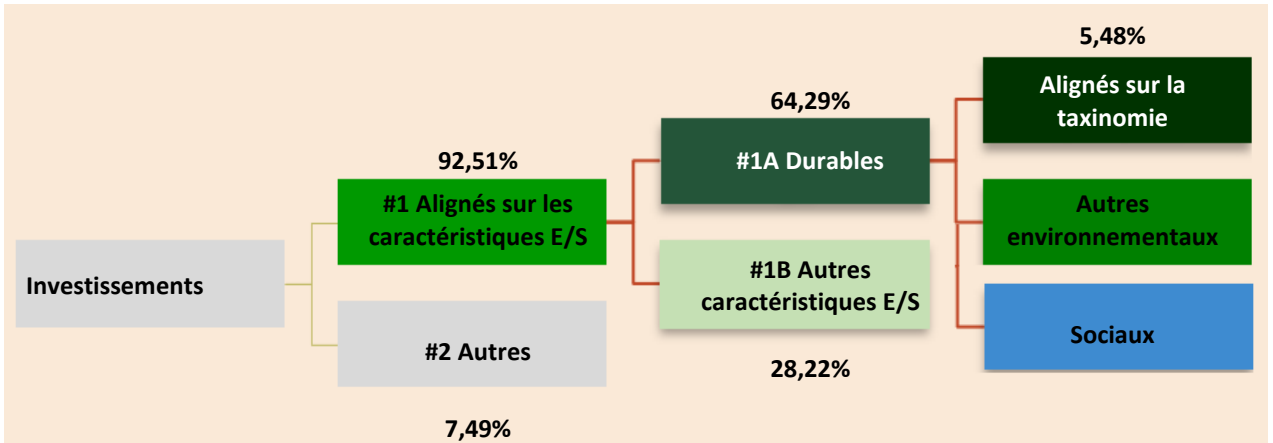 5,48%
Alignés sur la
taxinomie
64,29%
#1A Durables
92,51%
#1 Alignés sur les
caractéristiques E/S
Autres
environnementaux
Investissements
#1B Autres
caractéristiques E/S
#2 Autres
Sociaux
28,22%
7,49%